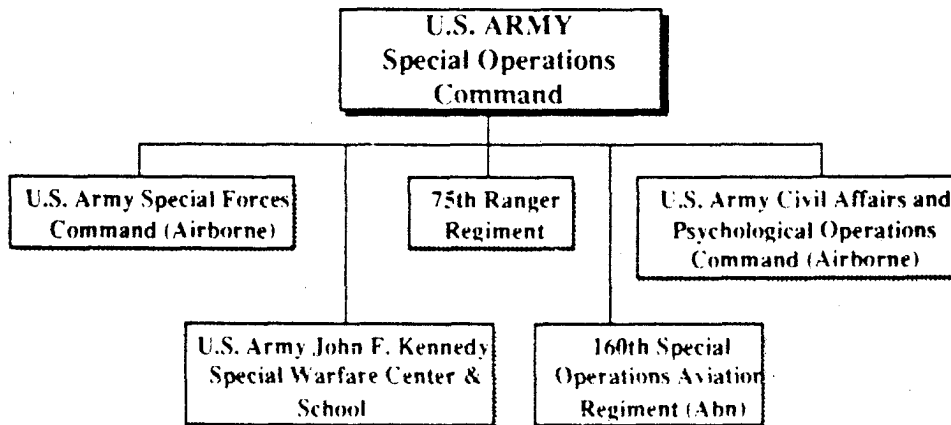 U.S. ARMY
Special Operations
Command
U.S. Army Special Forces
Command (Airborne)
75th Ranger
Regiment
U.S. Army Civil Affairs and
Psychological Operations
Command (Airborne)
U.S. Army John F. Kennedy
Special Warfare Center &
School
160th Special
Operations Aviation
Regiment (Abn)